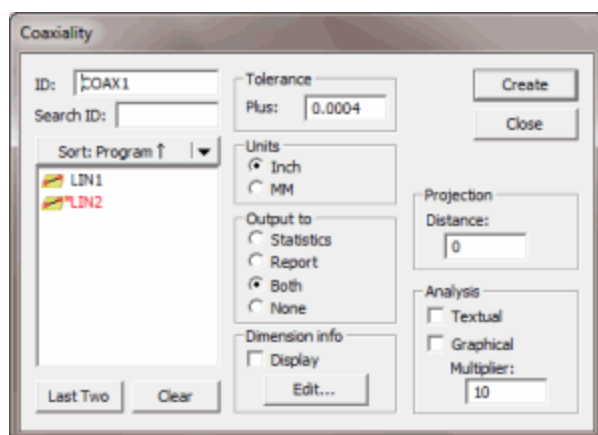 Coaxiality
ID: COAX1
Search ID:
Sort: Program ↑
LIN1
*LIN2
Last Two
Clear
Tolerance
Plus: 0.0004
Units
Inch
MM
Output to
Statistics
Report
Both
None
Dimension info
Display
Edit...
Create
Close
Projection
Distance:
0
Analysis
Textual
Graphical
Multiplier:
10